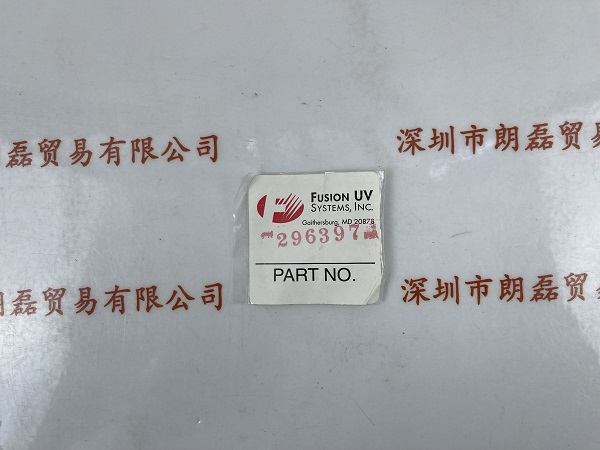 磊贸易有限公司
深圳市朗磊贸易
FUSION UV
SYSTEMS, INC.
Gaithersburg, MD 20878
296397
PART NO.
朗磊贸易有限公司
深圳市朗磊贸